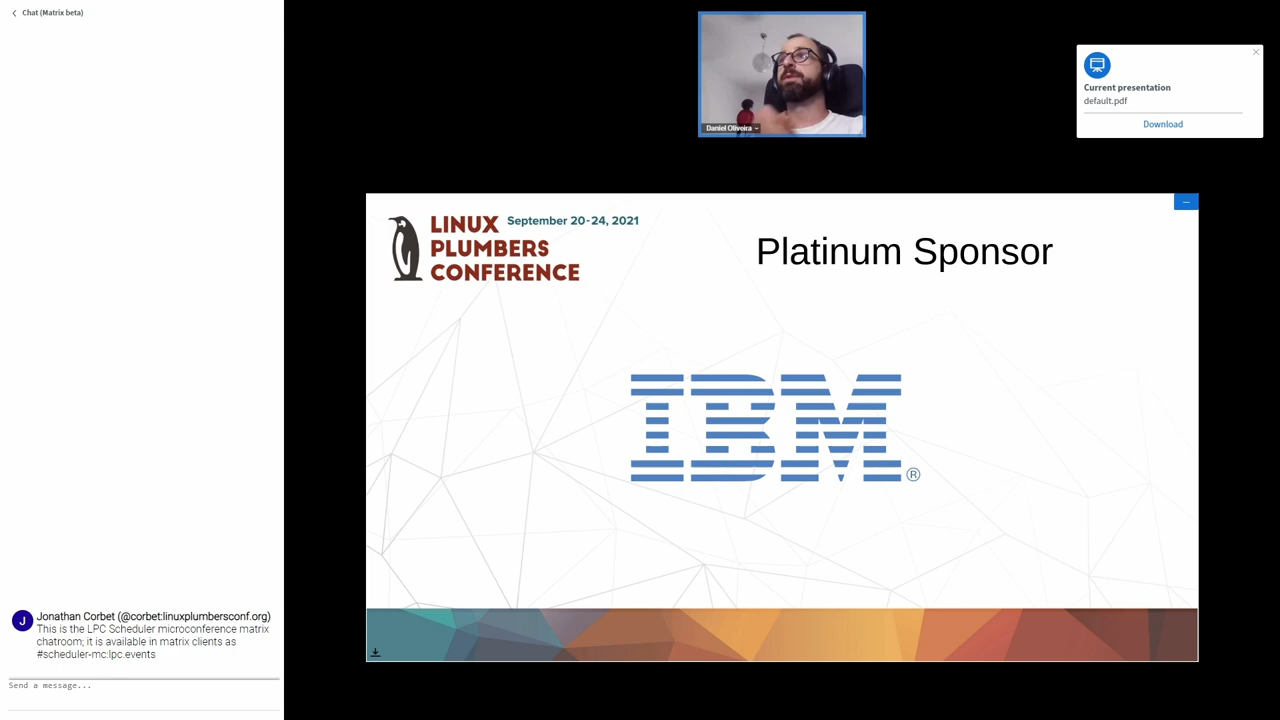 Chat (Matrix beta)
Daniel Oliveira
Current presentation
default.pdf
Download
LINUX
PLUMBERS
CONFERENCE
September 20-24, 2021
Platinum Sponsor
IBM®
Jonathan Corbet (@corbet:linuxplumbersconf.org)
This is the LPC Scheduler microconference matrix
chatroom; it is available in matrix clients as
#scheduler-mc:lpc.events
Send a message...